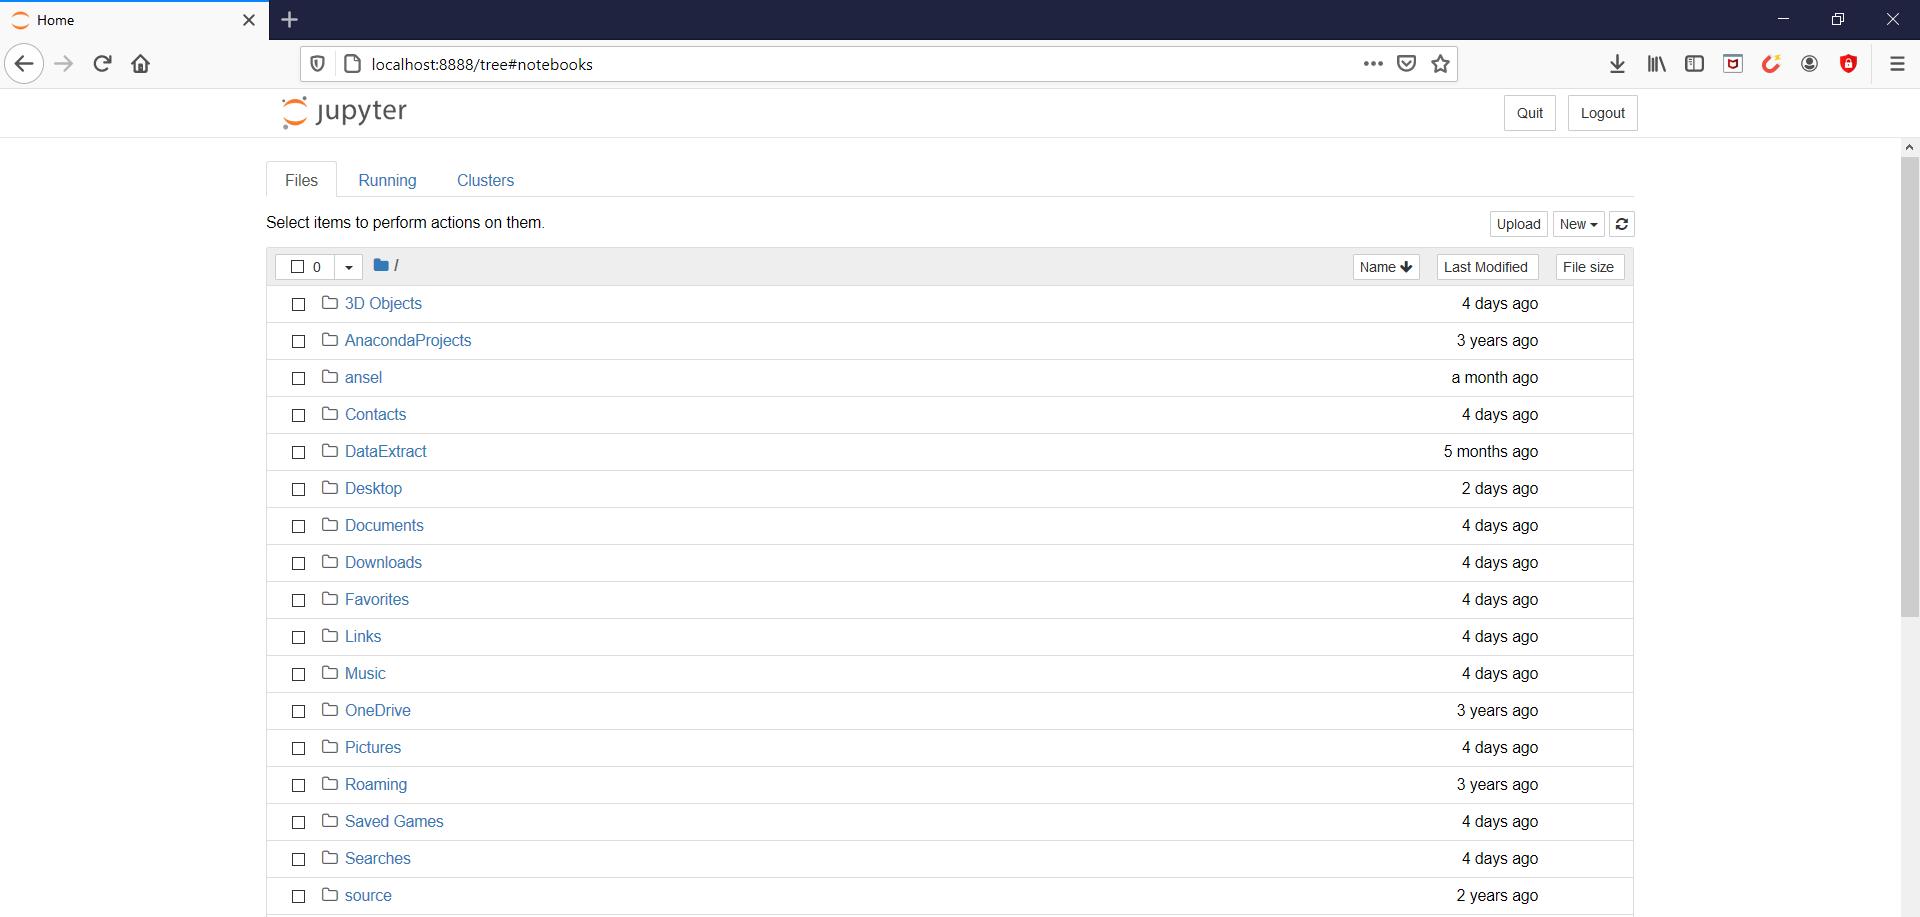 Home
localhost:8888/tree#notebooks
jupyter
Quit Logout
Files Running Clusters
Select items to perform actions on them.
Upload New
0 / Name Last Modified File size
3D Objects 4 days ago
AnacondaProjects 3 years ago
ansel a month ago
Contacts 4 days ago
DataExtract 5 months ago
Desktop 2 days ago
Documents 4 days ago
Downloads 4 days ago
Favorites 4 days ago
Links 4 days ago
Music 4 days ago
OneDrive 3 years ago
Pictures 4 days ago
Roaming 3 years ago
Saved Games 4 days ago
Searches 4 days ago
source 2 years ago